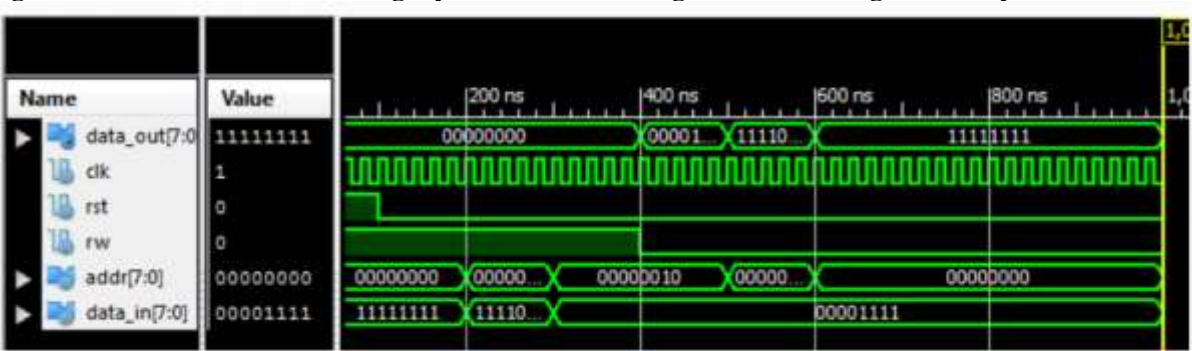 1,0
Name Value 200 ns 400 ns 600 ns 800 ns 1,0
data_out[7:0 11111111 00000000 00001... 11110... 11111111
clk 1
rst 0
rw 0
addr[7:0] 00000000 00000000 00000... 00000010 00000... 00000000
data_in[7:0] 00001111 11111111 11110... 00001111